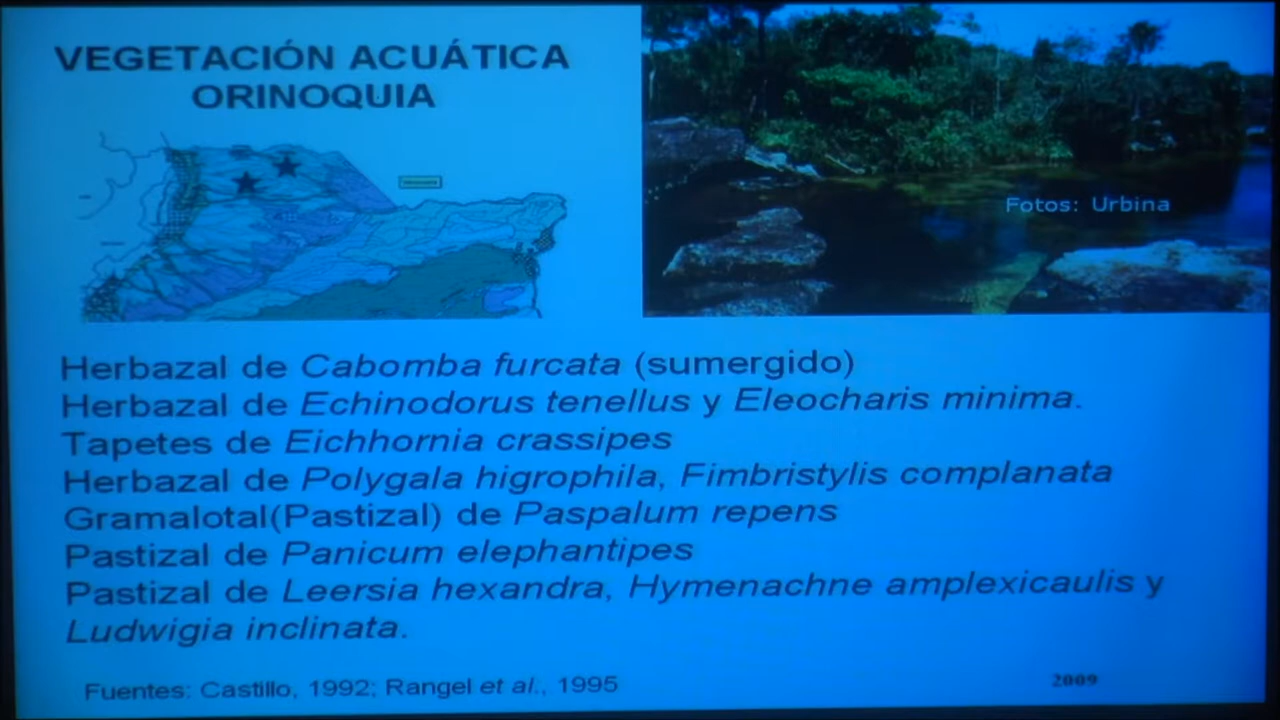 VEGETACIÓN ACUÁTICA
ORINOQUIA
Fotos: Urbina
Herbazal de Cabomba furcata (sumergido)
Herbazal de Echinodorus tenellus y Eleocharis minima.
Tapetes de Eichhornia crassipes
Herbazal de Polygala higrophila, Fimbristylis complanata
Gramalotal(Pastizal) de Paspalum repens
Pastizal de Panicum elephantipes
Pastizal de Leersia hexandra, Hymenachne amplexicaulis y
Ludwigia inclinata.
Fuentes: Castillo, 1992; Rangel et al., 1995
2009